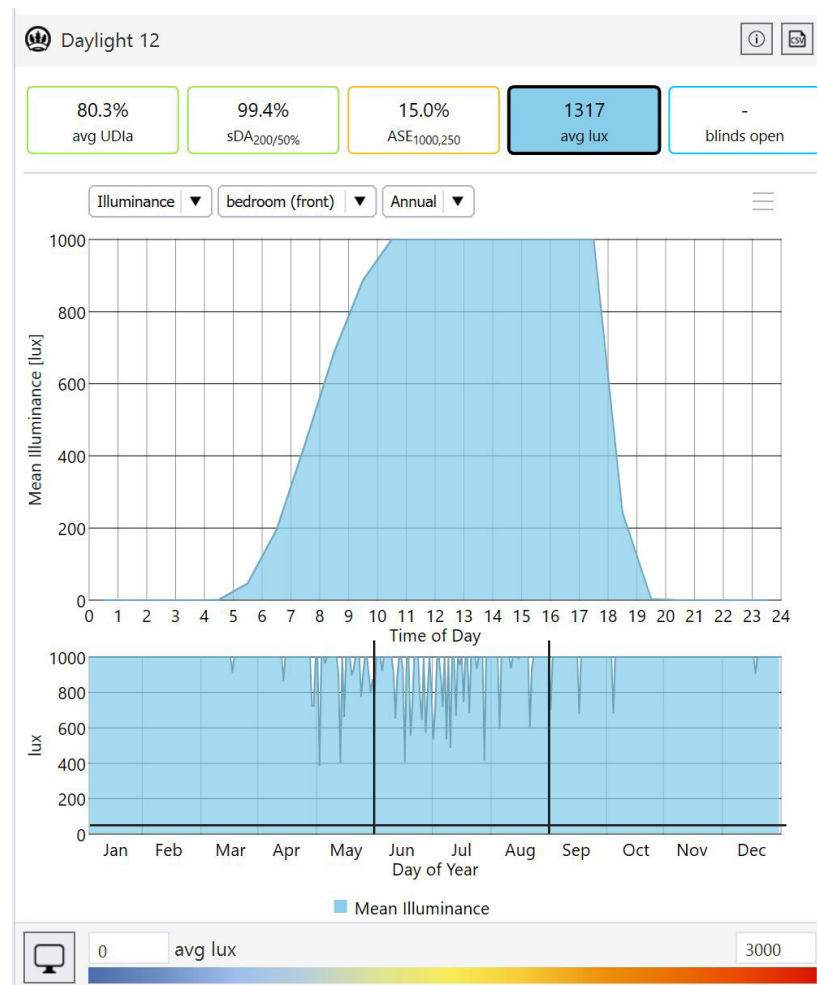 Daylight 12
CSV
80.3% 99.4% 15.0% 1317 -
avg UDIa sDA200/50% ASE1000,250 avg lux blinds open
Illuminance ▼ bedroom (front) ▼ Annual ▼
Mean Illuminance [lux]
1000
800
600
400
200
0
0 1 2 3 4 5 6 7 8 9 10 11 12 13 14 15 16 17 18 19 20 21 22 23 24
Time of Day
lux
1000
800
600
400
200
0
Jan Feb Mar Apr May Jun Jul Aug Sep Oct Nov Dec
Day of Year
Mean Illuminance
0 avg lux 3000